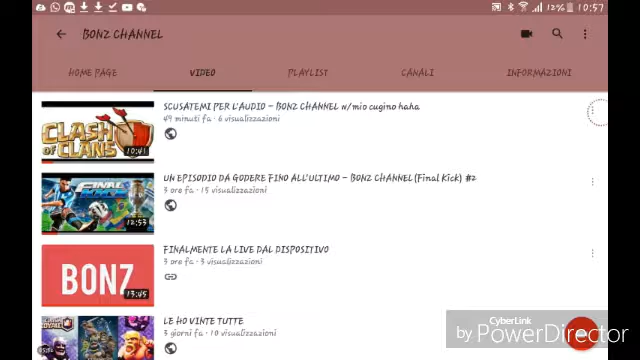 12% 10:57
BONZ CHANNEL
HOME PAGE VIDEO PLAYLIST CANALI INFORMAZIONI
SCUSATEMI PER L'AUDIO – BONZ CHANNEL w/mio cugino haha
49 minuti fa · 6 visualizzazioni
CLASH OF CLANS
10:41
UN EPISODIO DA GODERE FINO ALL'ULTIMO – BONZ CHANNEL(Final Kick) #2
3 ore fa · 15 visualizzazioni
FINAL
12:53
FINALMENTE LA LIVE DAL DISPOSITIVO
3 ore fa · 3 visualizzazioni
BONZ
13:45
LE HO VINTE TUTTE
3 giorni fa · 10 visualizzazioni
CyberLink
by PowerDirector